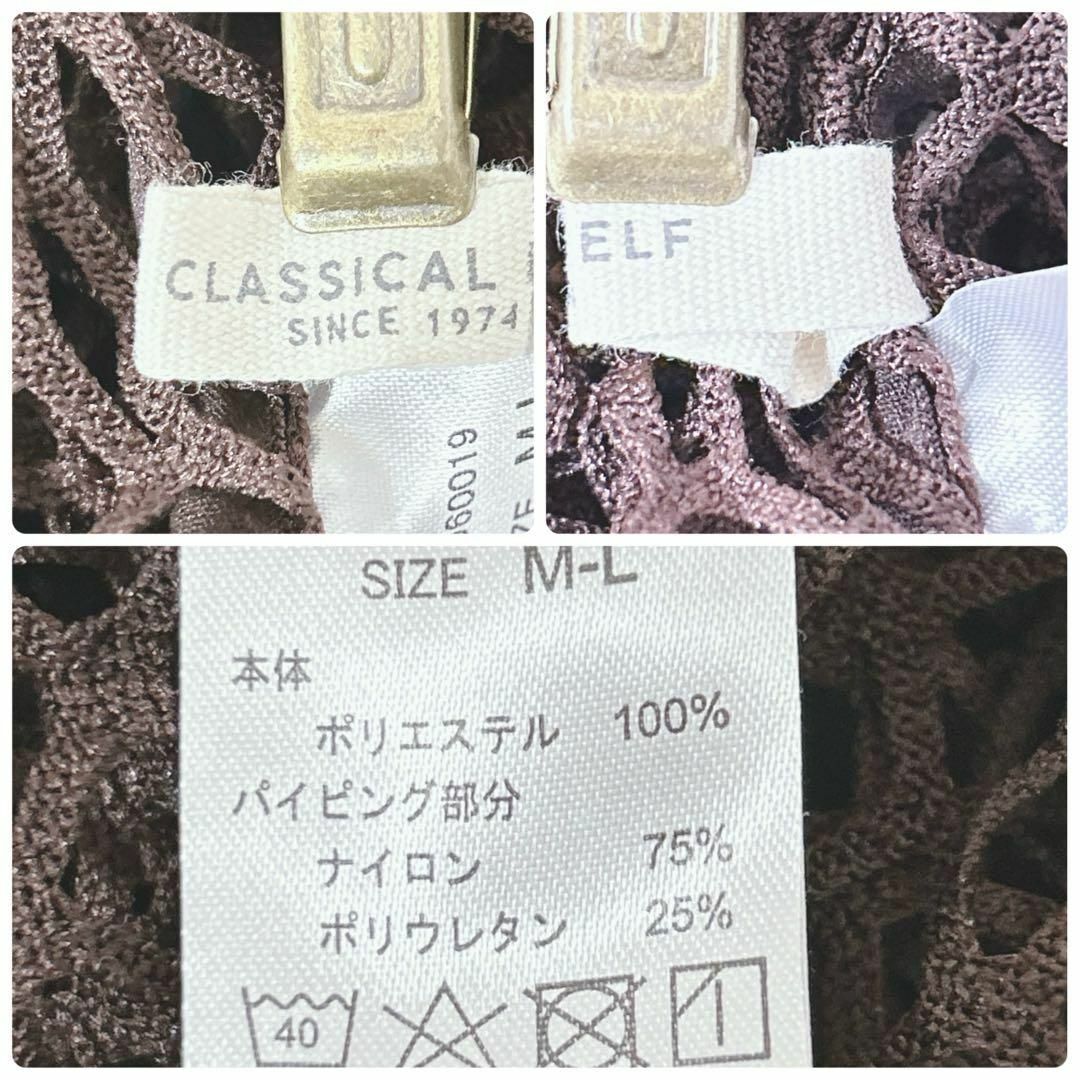 CLASSICAL
SINCE 1974
60019
ELF
SIZE M-L
本体
ポリエステル 100%
パイピング部分
ナイロン 75%
ポリウレタン 25%
40